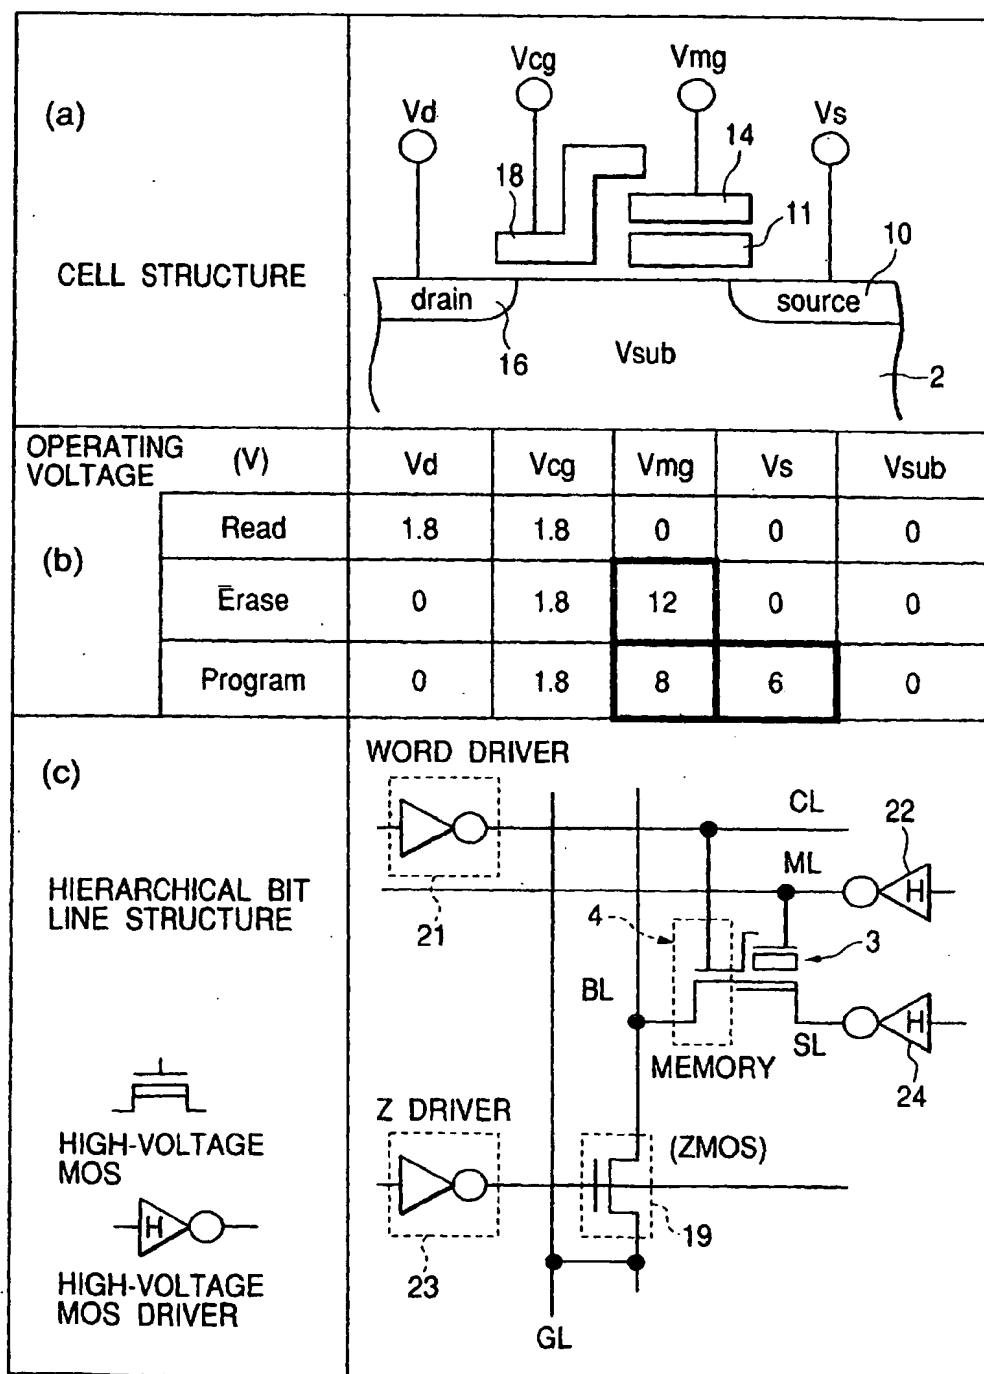 (a)
CELL STRUCTURE
Vd
Vcg
Vmg
Vs
18
14
11
10
drain
source
16
Vsub
2
OPERATING
VOLTAGE
(V)
Vd
Vcg
Vmg
Vs
Vsub
(b)
Read
1.8
1.8
0
0
0
Erase
0
1.8
12
0
0
Program
0
1.8
8
6
0
(c)
HIERARCHICAL BIT
LINE STRUCTURE
HIGH-VOLTAGE
MOS
H
HIGH-VOLTAGE
MOS DRIVER
WORD DRIVER
21
CL
22
ML
H
4
3
BL
MEMORY
SL
H
24
Z DRIVER
23
(ZMOS)
19
GL